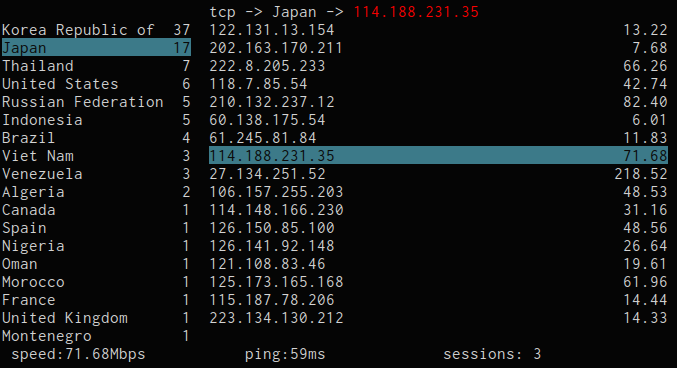 tcp -> Japan -> 114.188.231.35
Korea Republic of 37 122.131.13.154 13.22
Japan 17 202.163.170.211 7.68
Thailand 7 222.8.205.233 66.26
United States 6 118.7.85.54 42.74
Russian Federation 5 210.132.237.12 82.40
Indonesia 5 60.138.175.54 6.01
Brazil 4 61.245.81.84 11.83
Viet Nam 3 114.188.231.35 71.68
Venezuela 3 27.134.251.52 218.52
Algeria 2 106.157.255.203 48.53
Canada 1 114.148.166.230 31.16
Spain 1 126.150.85.100 48.56
Nigeria 1 126.141.92.148 26.64
Oman 1 121.108.83.46 19.61
Morocco 1 125.173.165.168 61.96
France 1 115.187.78.206 14.44
United Kingdom 1 223.134.130.212 14.33
Montenegro 1
speed:71.68Mbps ping:59ms sessions: 3